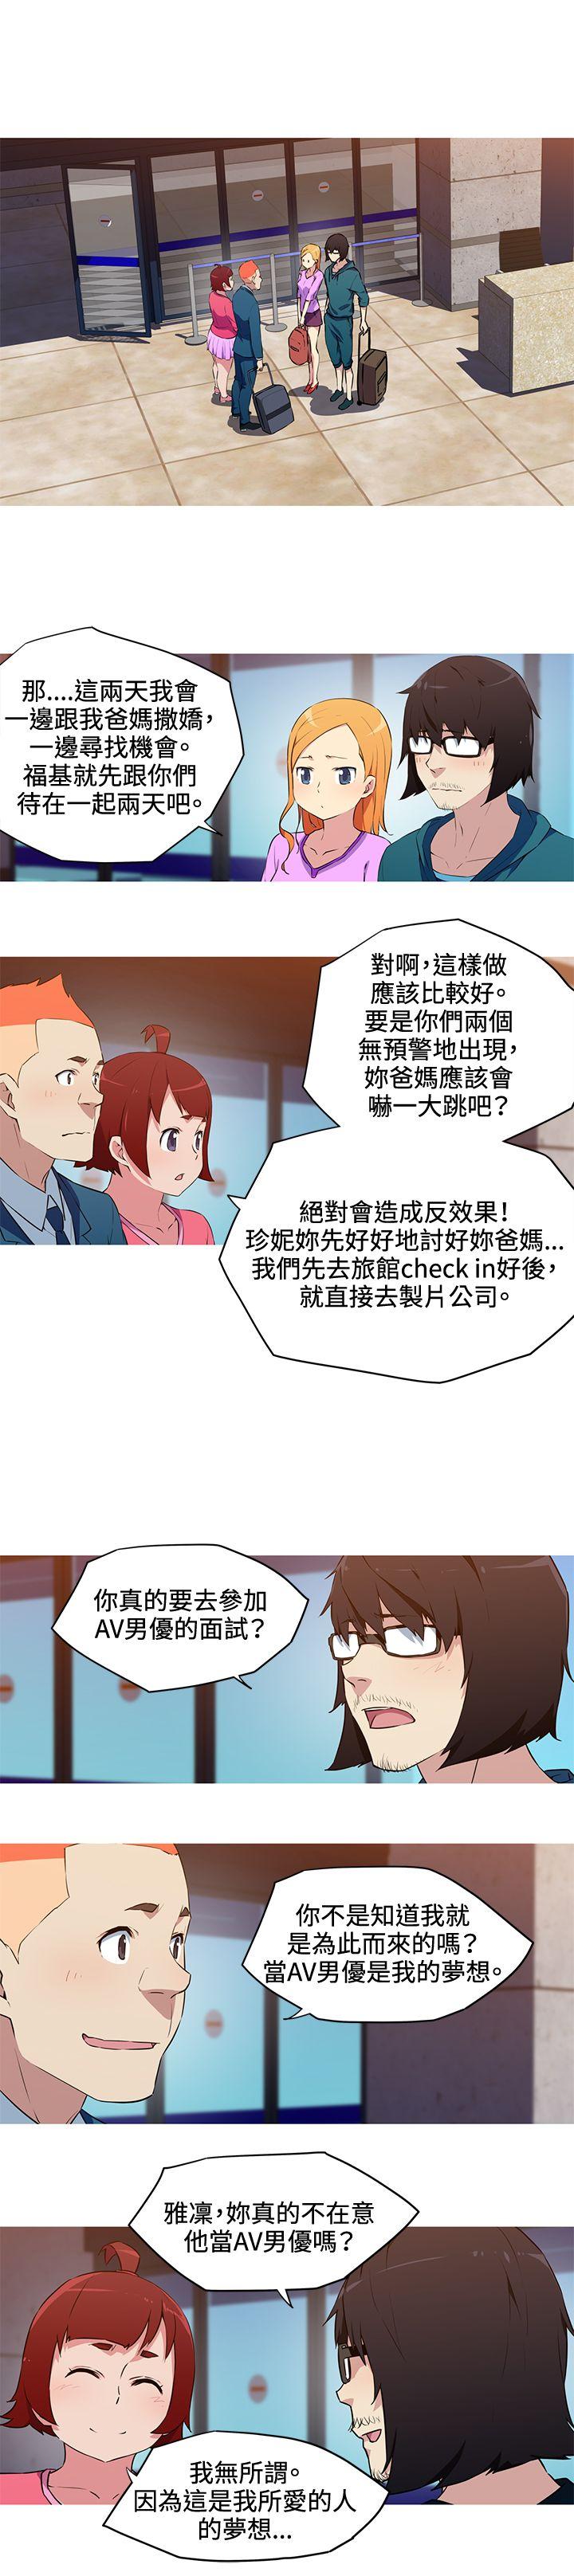 那....這兩天我會
一邊跟我爸媽撒嬌，
一邊尋找機會。
福基就先跟你們
待在一起兩天吧。
對啊，這樣做
應該比較好。
要是你們兩個
無預警地出現，
妳爸媽應該會
嚇一大跳吧？
絕對會造成反效果！
珍妮妳先好好地討好妳爸媽...
我們先去旅館check in好後，
就直接去製片公司。
你真的要去參加
AV男優的面試？
你不是知道我就
是為此而來的嗎？
當AV男優是我的夢想。
雅凜，妳真的不在意
他當AV男優嗎？
我無所謂。
因為這是我所愛的人
的夢想...